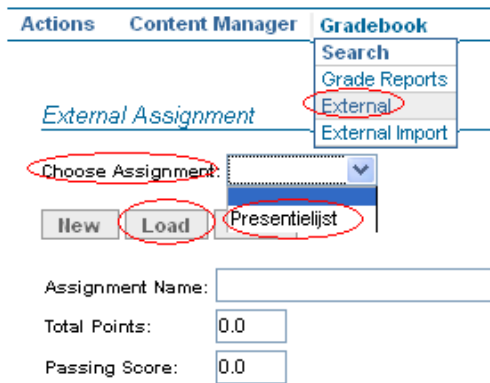 Actions Content Manager Gradebook
Search
Grade Reports
External
External Import
External Assignment
Choose Assignment:
Presentielijst
New Load
Assignment Name:
Total Points: 0.0
Passing Score: 0.0